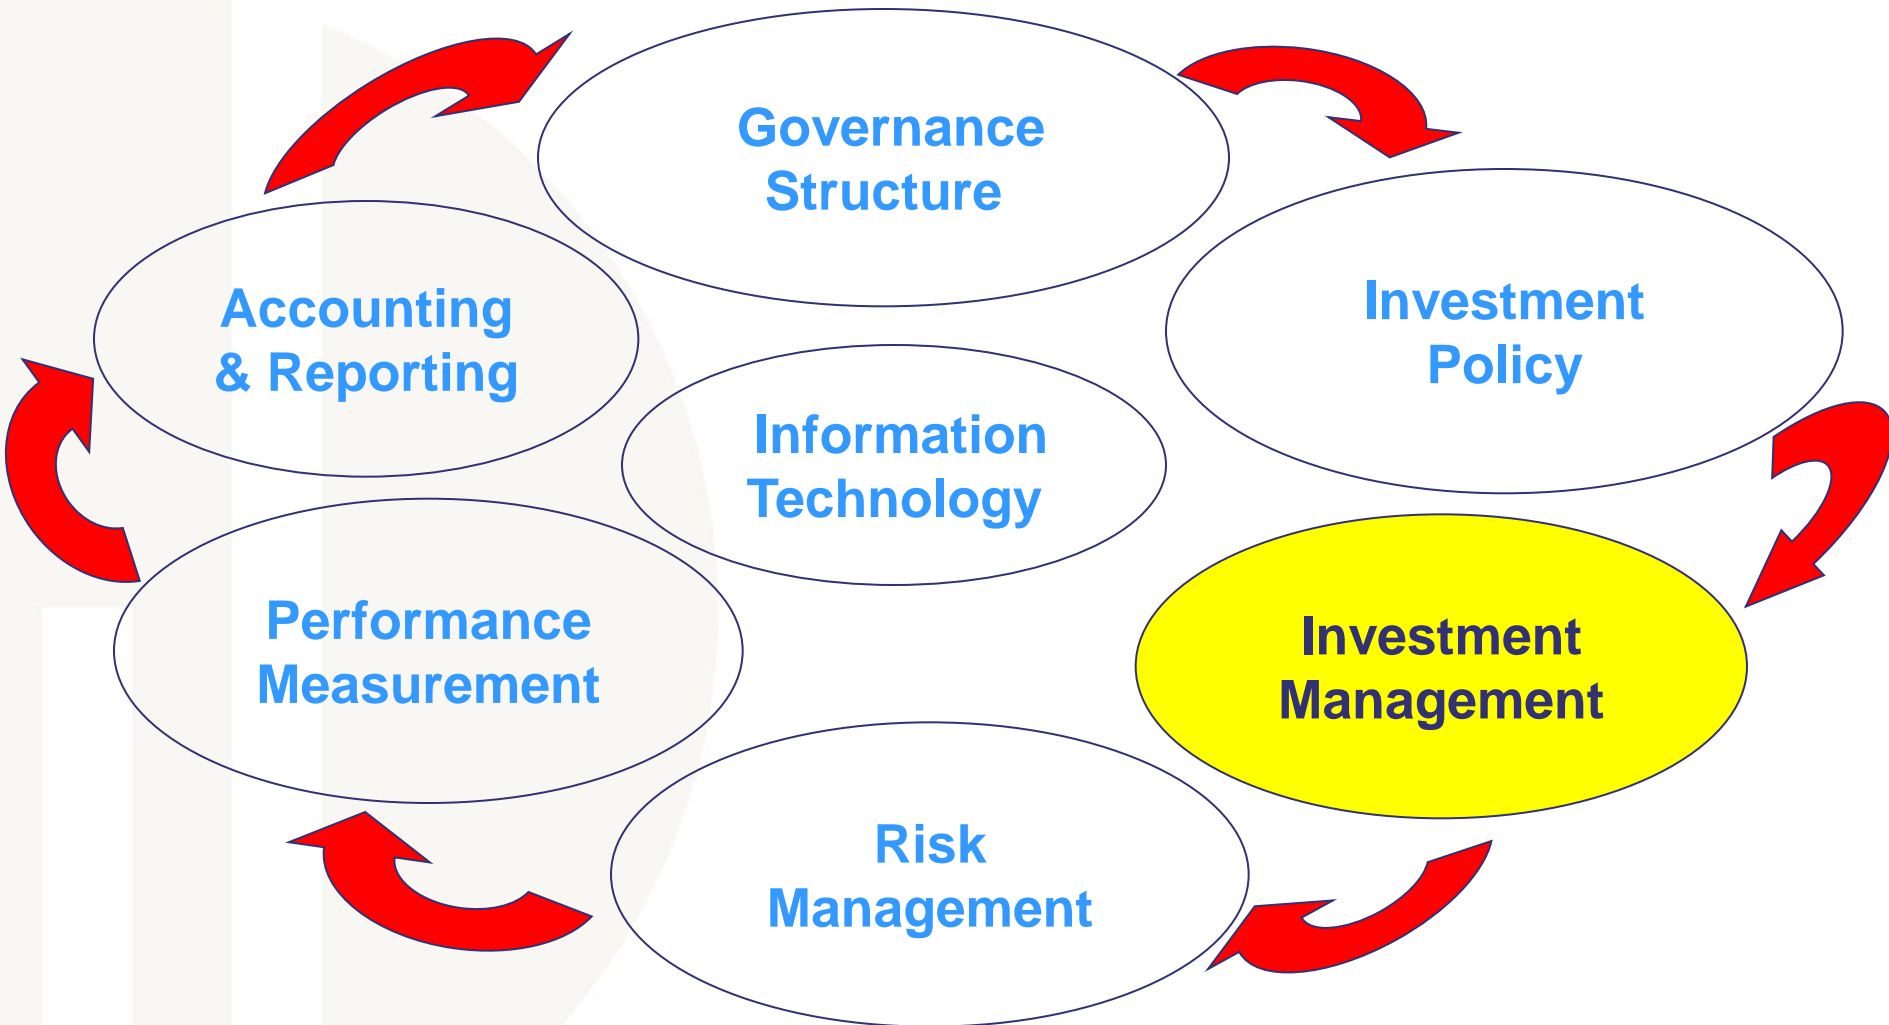 Governance
Structure
Investment
Policy
Accounting
& Reporting
Information
Technology
Performance
Measurement
Investment
Management
Risk
Management